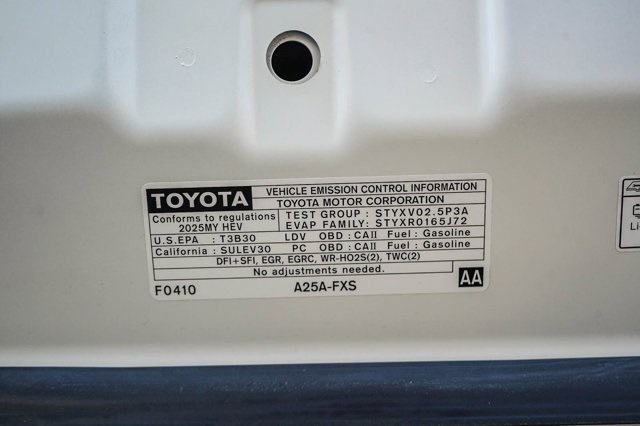 TOYOTA
VEHICLE EMISSION CONTROL INFORMATION
TOYOTA MOTOR CORPORATION
Conforms to regulations
2025MY HEV
TEST GROUP : STYXV02.5P3A
EVAP FAMILY: STYXR0165J72
U.S.EPA : T3B30 LDV OBD : CAII Fuel : Gasoline
California : SULEV30 PC OBD : CAII Fuel : Gasoline
DFI+SFI, EGR, EGRC, WR-HO2S(2), TWC(2)
No adjustments needed.
F0410 A25A-FXS AA